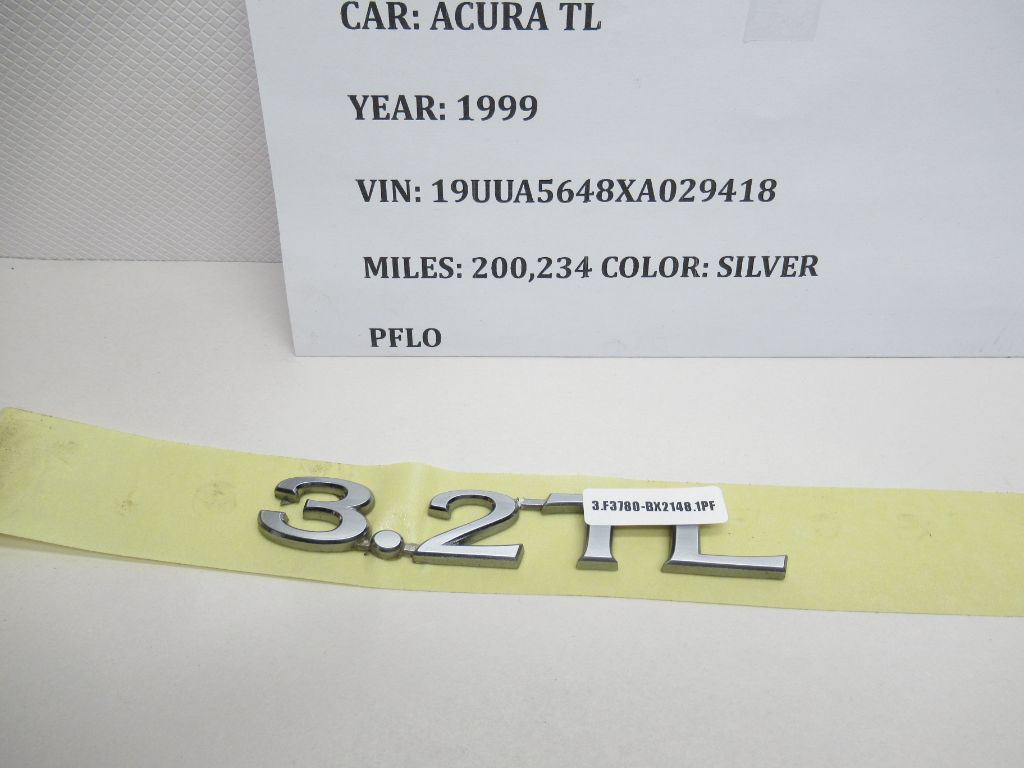 CAR: ACURA TL
YEAR: 1999
VIN: 19UUA5648XA029418
MILES: 200,234 COLOR: SILVER
PFLO
3.2TL
3.F3780-BX2148.1PF